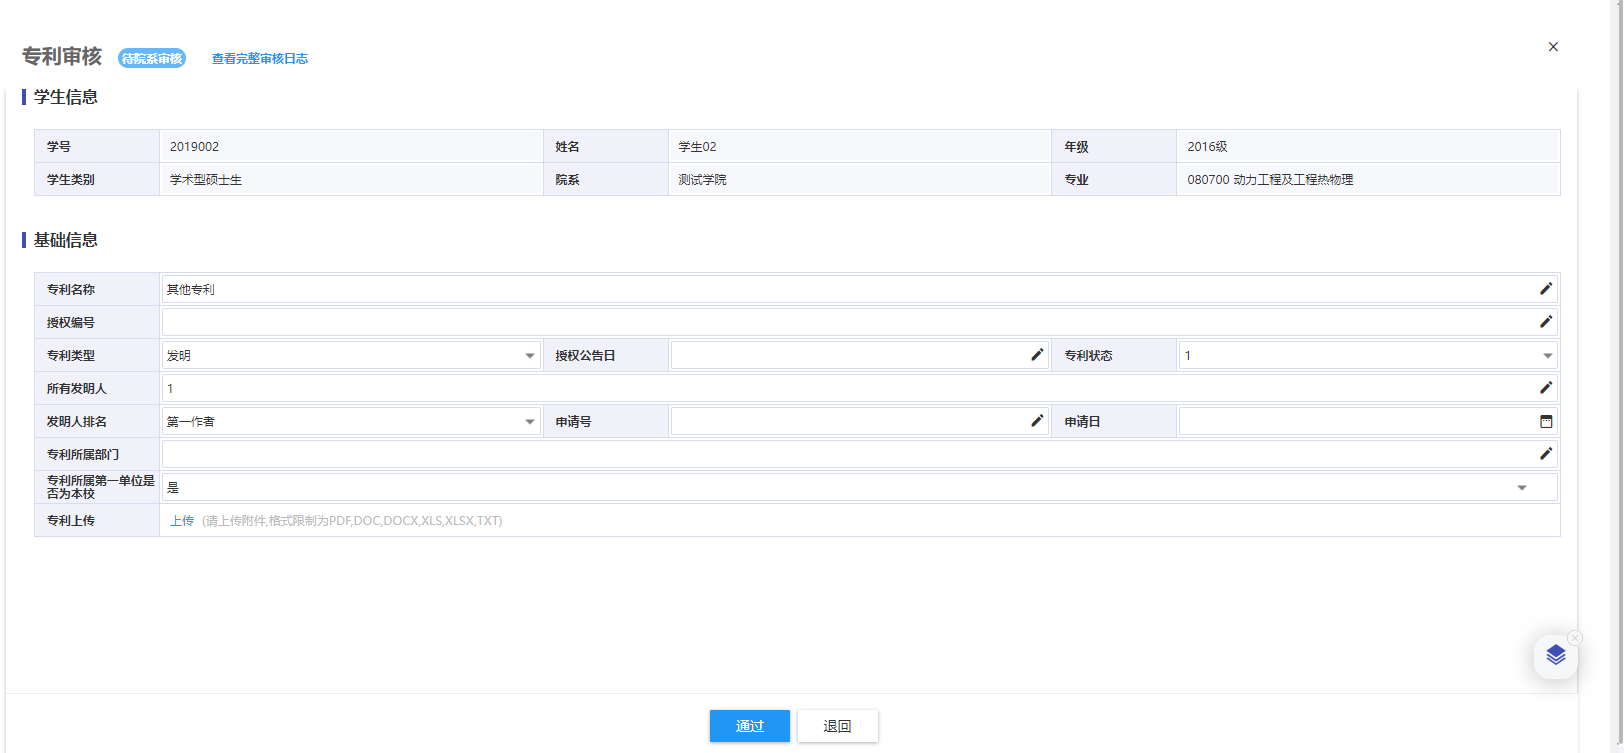 专利审核 待院系审核 查看完整审核日志
学生信息
学号 2019002 姓名 学生02 年级 2016级
学生类别 学术型硕士生 院系 测试学院 专业 080700 动力工程及工程热物理
基础信息
专利名称 其他专利
授权编号
专利类型 发明 授权公告日 专利状态 1
所有发明人 1
发明人排名 第一作者 申请号 申请日
专利所属部门
专利所属第一单位是
否为本校 是
专利上传 上传 (请上传附件,格式限制为PDF,DOC,DOCX,XLS,XLSX,TXT)
通过 退回